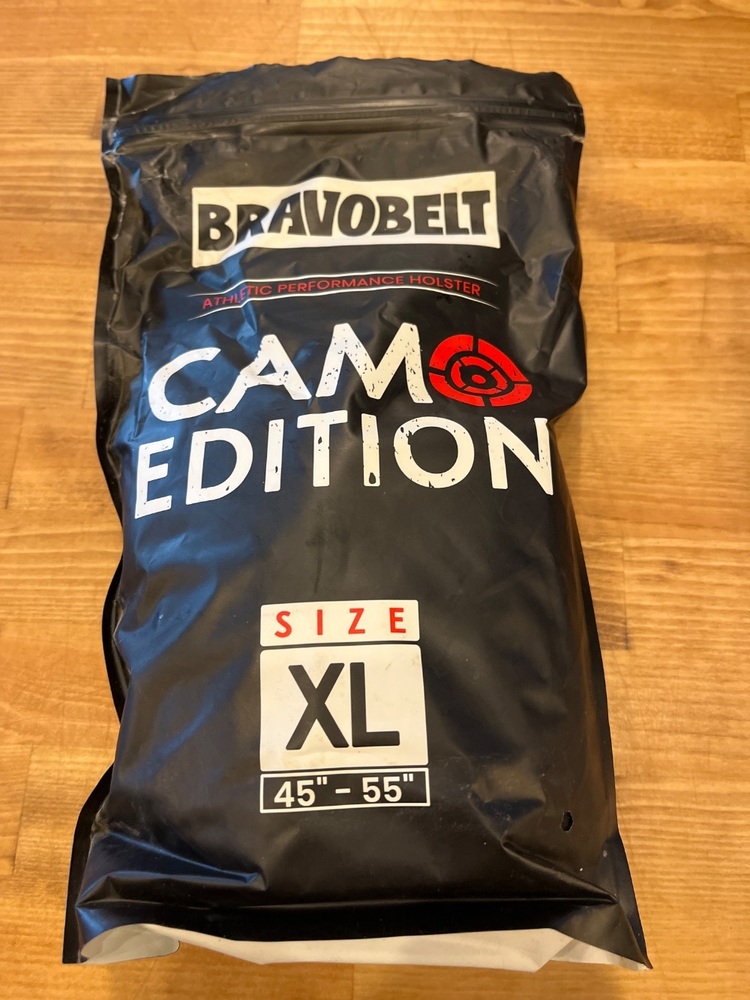 BRAVOBELT
ATHLETIC PERFORMANCE HOLSTER
CAMO
EDITION
SIZE
XL
45" - 55"